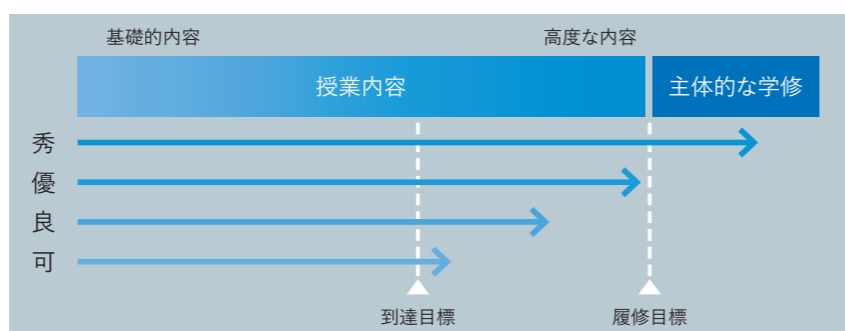 基礎的内容
高度な内容
授業内容
主体的な学修
秀
優
良
可
到達目標
履修目標